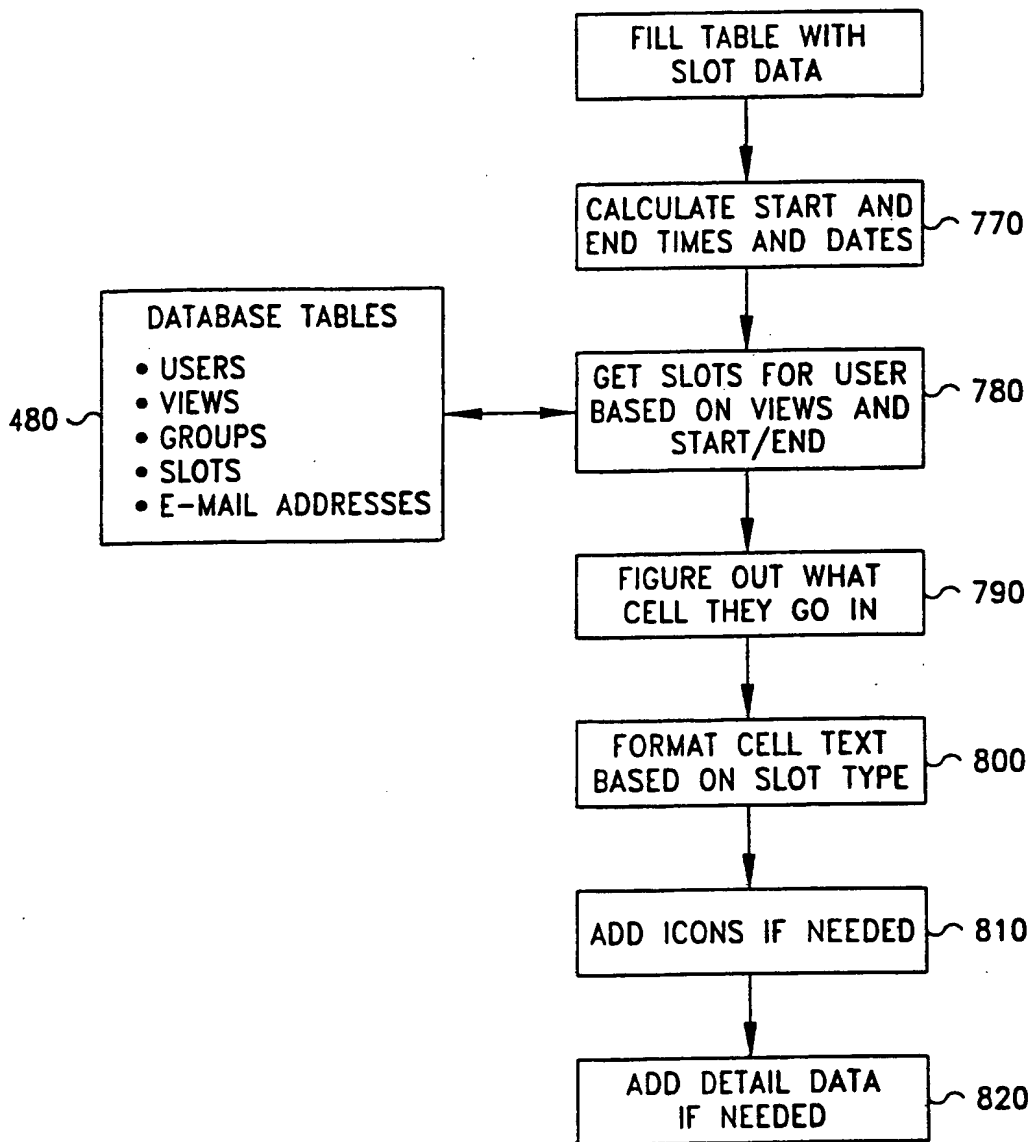 FILL TABLE WITH
SLOT DATA
CALCULATE START AND
END TIMES AND DATES
770
DATABASE TABLES
• USERS
• VIEWS
• GROUPS
• SLOTS
• E-MAIL ADDRESSES
480
GET SLOTS FOR USER
BASED ON VIEWS AND
START/END
780
FIGURE OUT WHAT
CELL THEY GO IN
790
FORMAT CELL TEXT
BASED ON SLOT TYPE
800
ADD ICONS IF NEEDED
810
ADD DETAIL DATA
IF NEEDED
820